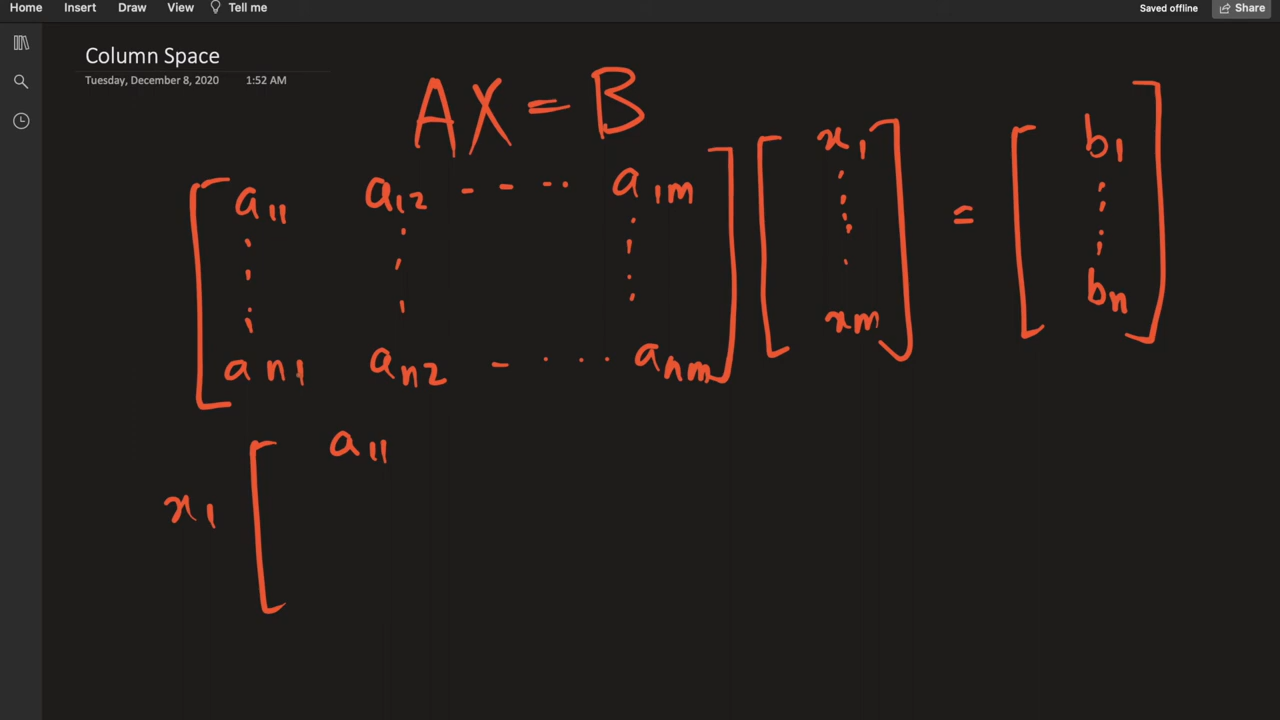 Home Insert Draw View Tell me Saved offline Share
Column Space
Tuesday, December 8, 2020 1:52 AM
AX = B
a11 a12 - - - · · a1m x1 = b1
an1 an2 - · · · · anm xm bn
x1 a11